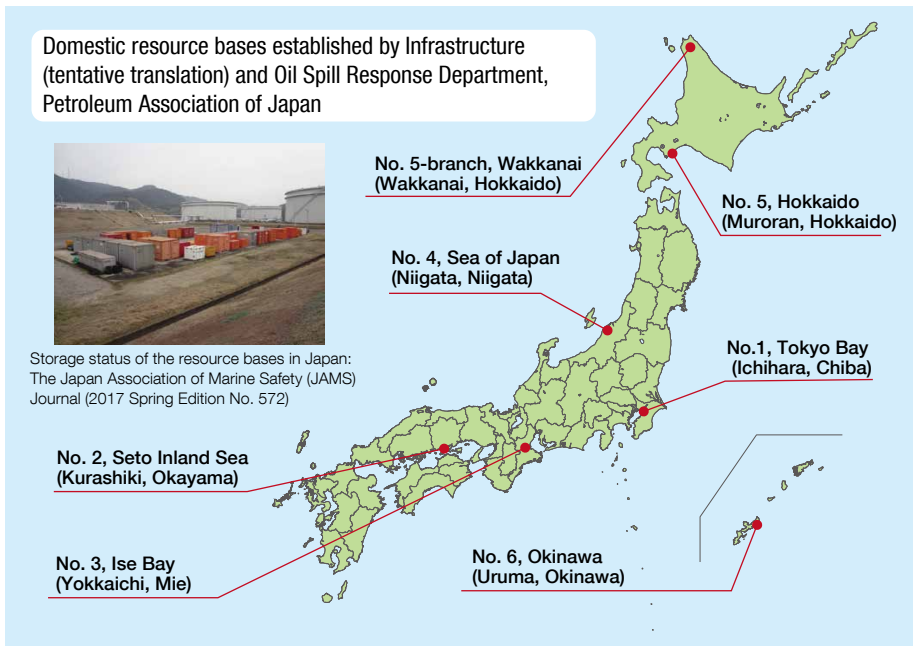 Domestic resource bases established by Infrastructure
(tentative translation) and Oil Spill Response Department,
Petroleum Association of Japan
No. 5-branch, Wakkanai
(Wakkanai, Hokkaido)
No. 5, Hokkaido
(Muroran, Hokkaido)
No. 4, Sea of Japan
(Niigata, Niigata)
Storage status of the resource bases in Japan:
The Japan Association of Marine Safety (JAMS)
Journal (2017 Spring Edition No. 572)
No.1, Tokyo Bay
(Ichihara, Chiba)
No. 2, Seto Inland Sea
(Kurashiki, Okayama)
No. 3, Ise Bay
(Yokkaichi, Mie)
No. 6, Okinawa
(Uruma, Okinawa)